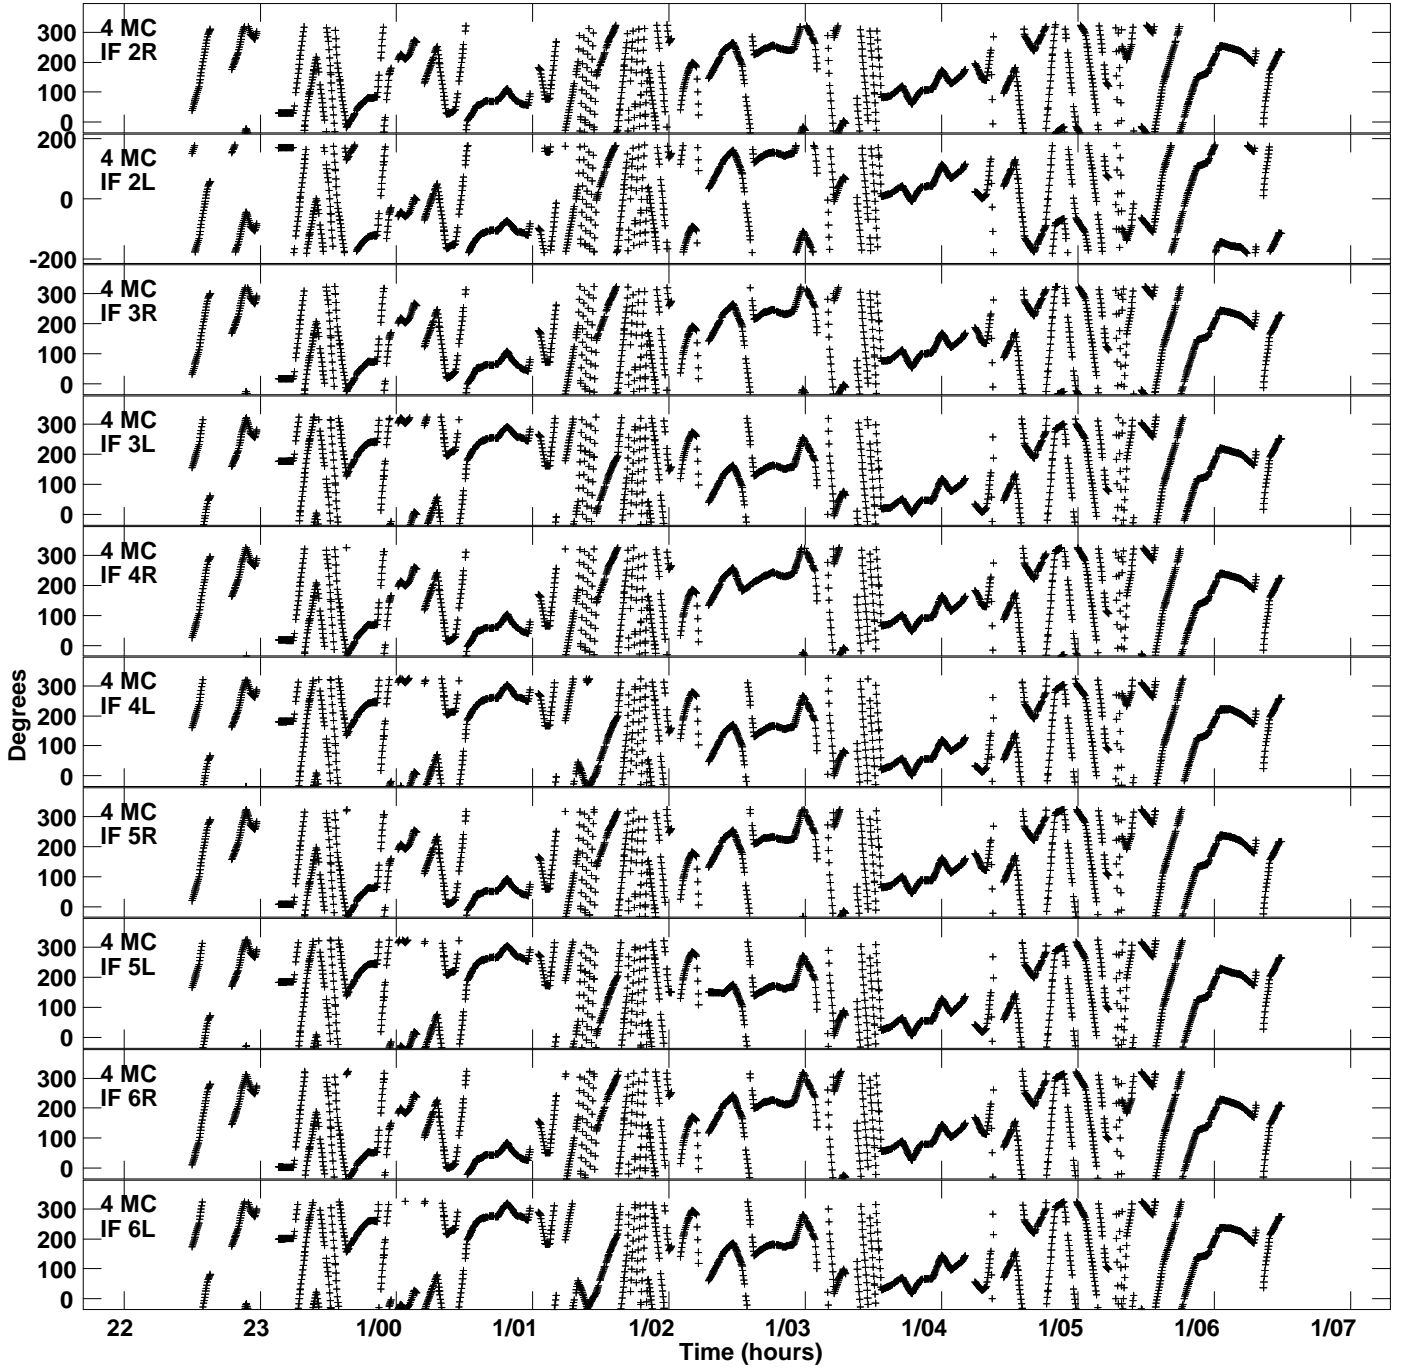 4 MC
IF 2R
300
200
100
0
4 MC
IF 2L
200
0
-200
4 MC
IF 3R
300
200
100
0
4 MC
IF 3L
300
200
100
0
4 MC
IF 4R
300
200
100
0
4 MC
IF 4L
300
200
100
0
4 MC
IF 5R
300
200
100
0
4 MC
IF 5L
300
200
100
0
4 MC
IF 6R
300
200
100
0
4 MC
IF 6L
300
200
100
0
Degrees
22 23 1/00 1/01 1/02 1/03 1/04 1/05 1/06 1/07
Time (hours)